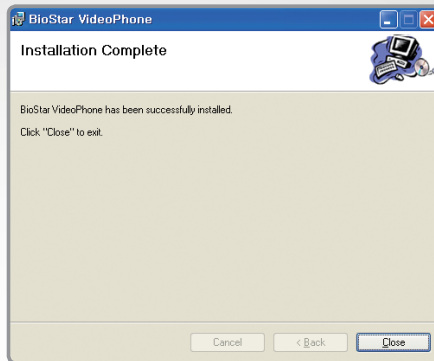 BioStar VideoPhone
Installation Complete
BioStar VideoPhone has been successfully installed.
Click "Close" to exit.
Cancel
< Back
Close